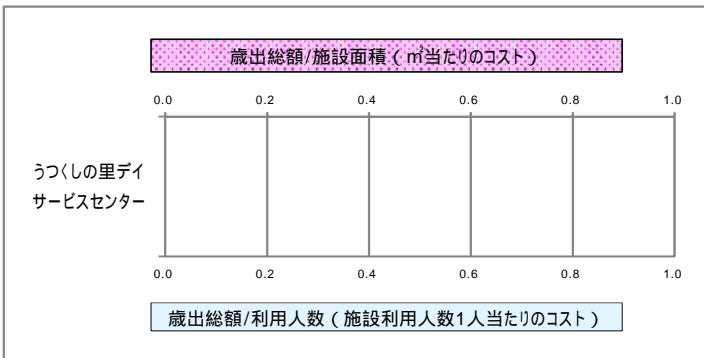 歳出総額/施設面積（㎡当たりのコスト）
0.0 0.2 0.4 0.6 0.8 1.0
うつくしの里デイ
サービスセンター
0.0 0.2 0.4 0.6 0.8 1.0
歳出総額/利用人数（施設利用人数1人当たりのコスト）